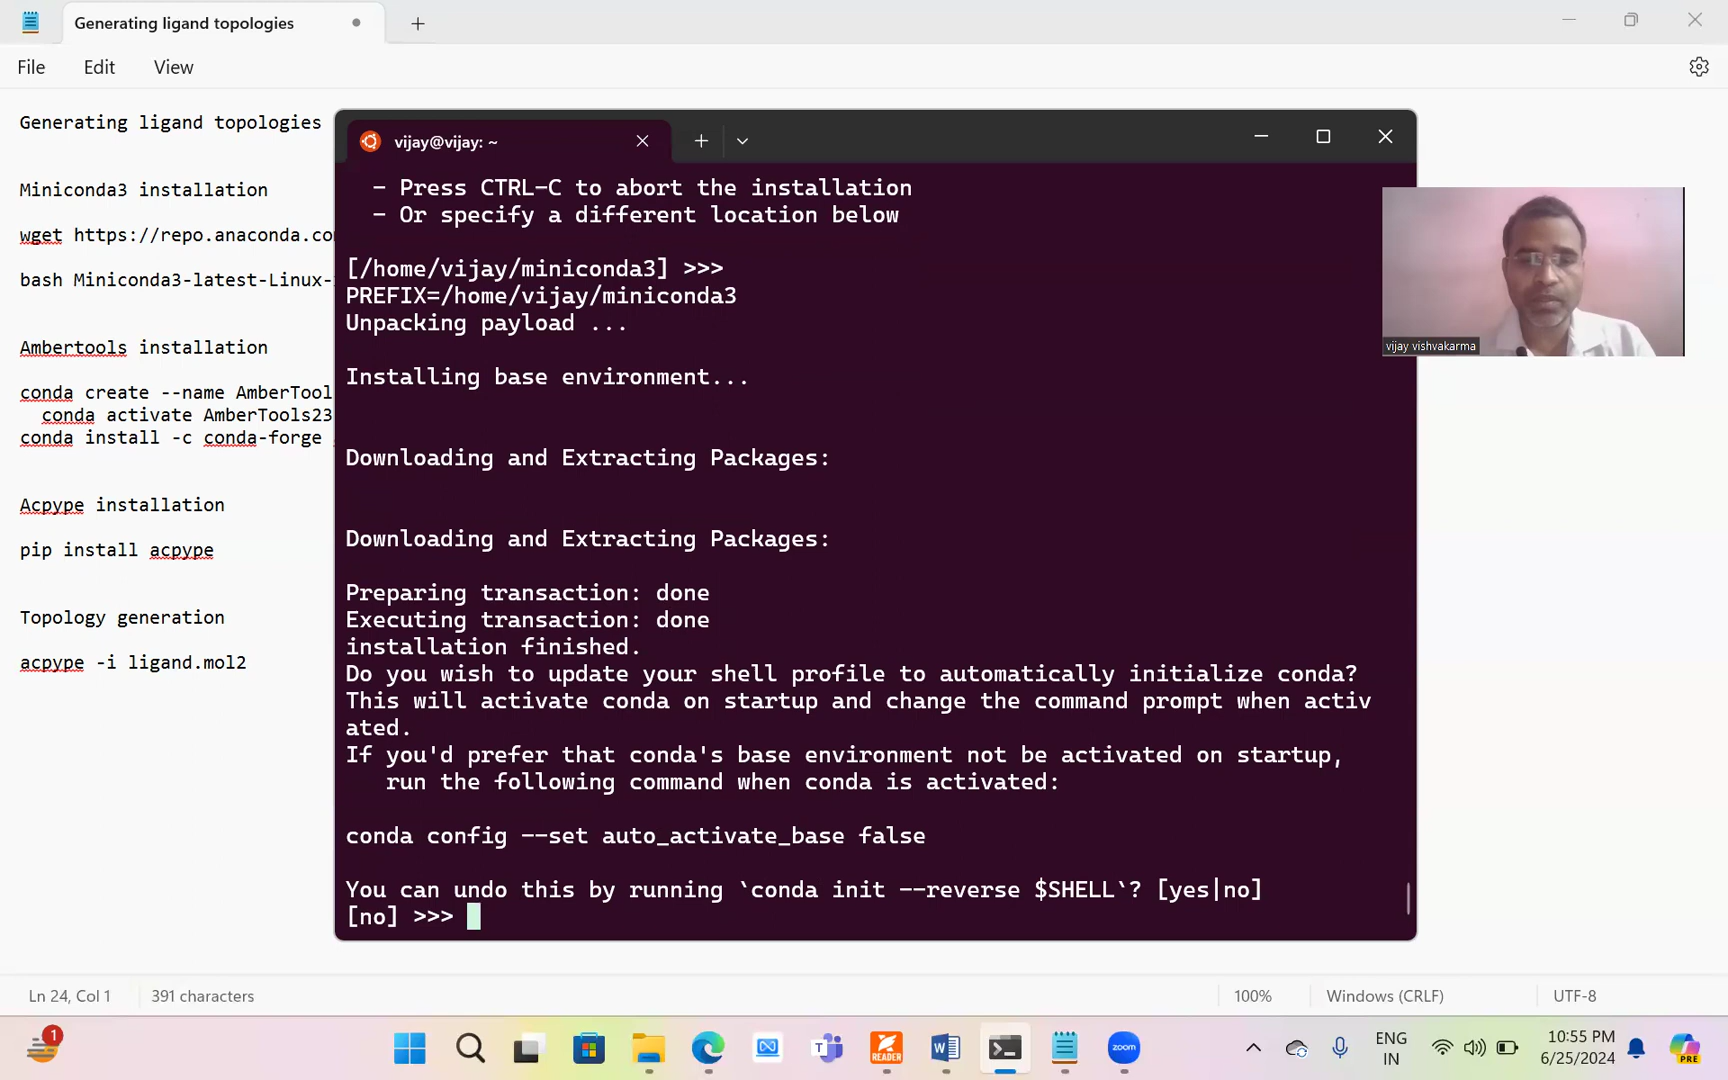 Generating ligand topologies
File
Edit
View
Generating ligand topologies
Miniconda3 installation
wget https://repo.anaconda.co
bash Miniconda3-latest-Linux-
Ambertools installation
conda create --name AmberTool
conda activate AmberTools23
conda install -c conda-forge
Acpype installation
pip install acpype
Topology generation
acpype -i ligand.mol2
vijay@vijay: ~
- Press CTRL-C to abort the installation
- Or specify a different location below
[/home/vijay/miniconda3] >>>
PREFIX=/home/vijay/miniconda3
Unpacking payload ...
Installing base environment...
Downloading and Extracting Packages:
Downloading and Extracting Packages:
Preparing transaction: done
Executing transaction: done
installation finished.
Do you wish to update your shell profile to automatically initialize conda?
This will activate conda on startup and change the command prompt when activ
ated.
If you'd prefer that conda's base environment not be activated on startup,
run the following command when conda is activated:
conda config --set auto_activate_base false
You can undo this by running `conda init --reverse $SHELL`? [yes|no]
[no] >>>
vijay vishvakarma
Ln 24, Col 1
391 characters
100%
Windows (CRLF)
UTF-8
1
READER
zoom
ENG
IN
10:55 PM
6/25/2024
PRE